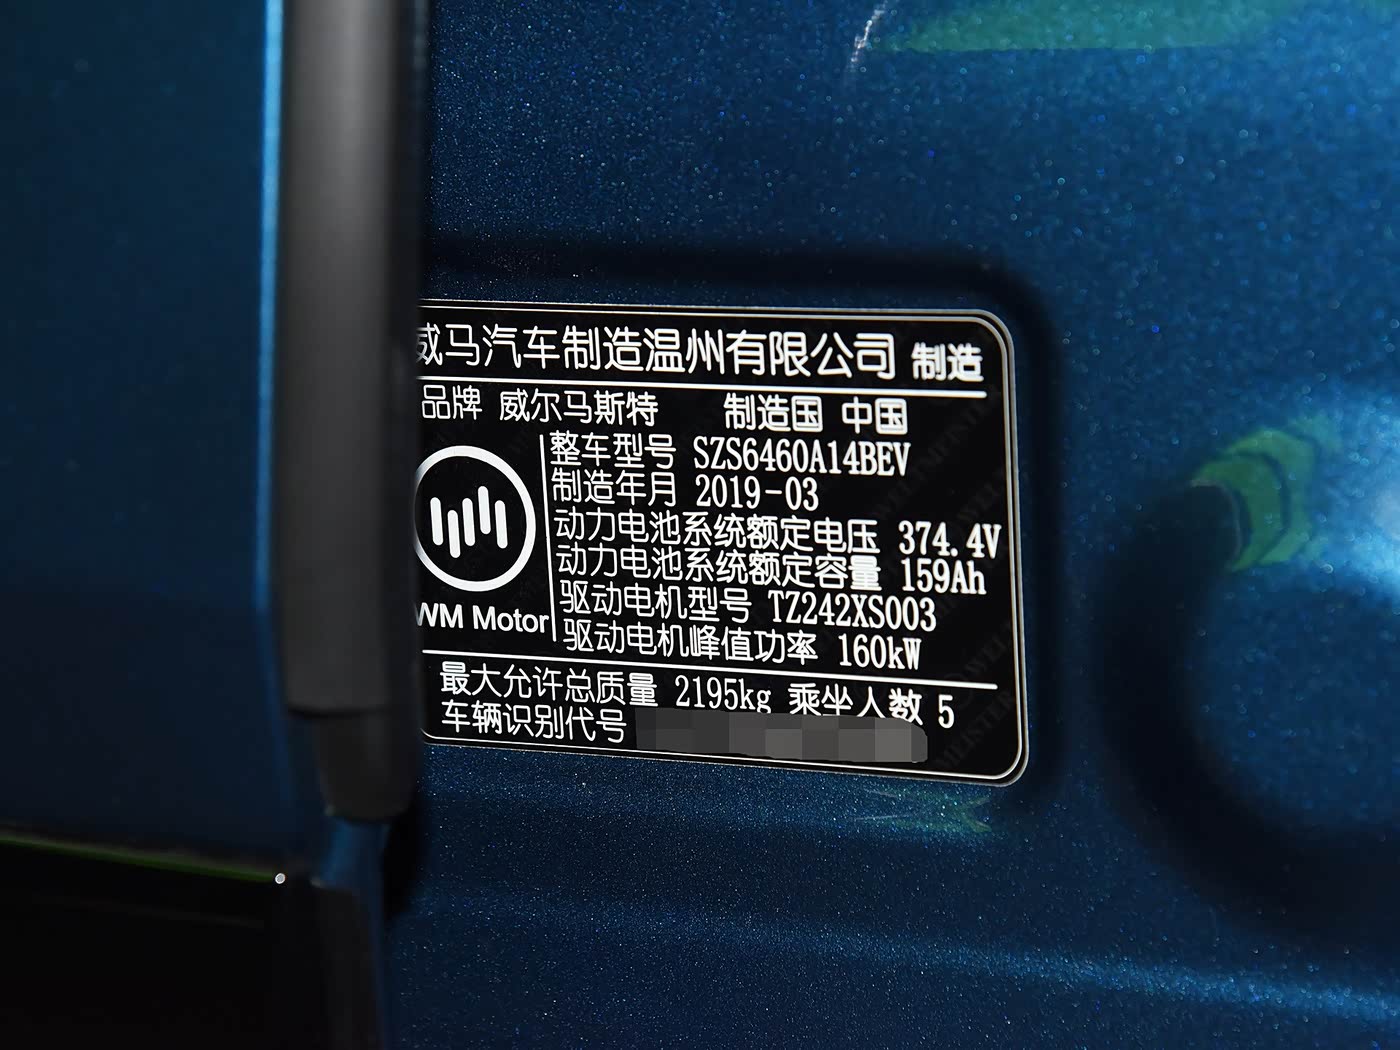 威马汽车制造温州有限公司 制造
品牌 威尔马斯特 制造国 中国
整车型号 SZS6460A14BEV
制造年月 2019-03
动力电池系统额定电压 374.4V
动力电池系统额定容量 159Ah
驱动电机型号 TZ242XS003
驱动电机峰值功率 160kW
WM Motor
最大允许总质量 2195kg 乘坐人数 5
车辆识别代号